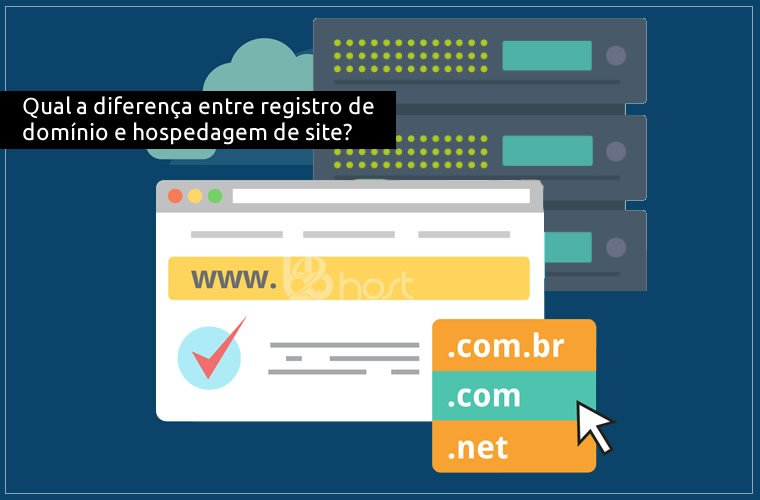 Qual a diferença entre registro de
domínio e hospedagem de site?
www.
host
.com.br
.com
.net